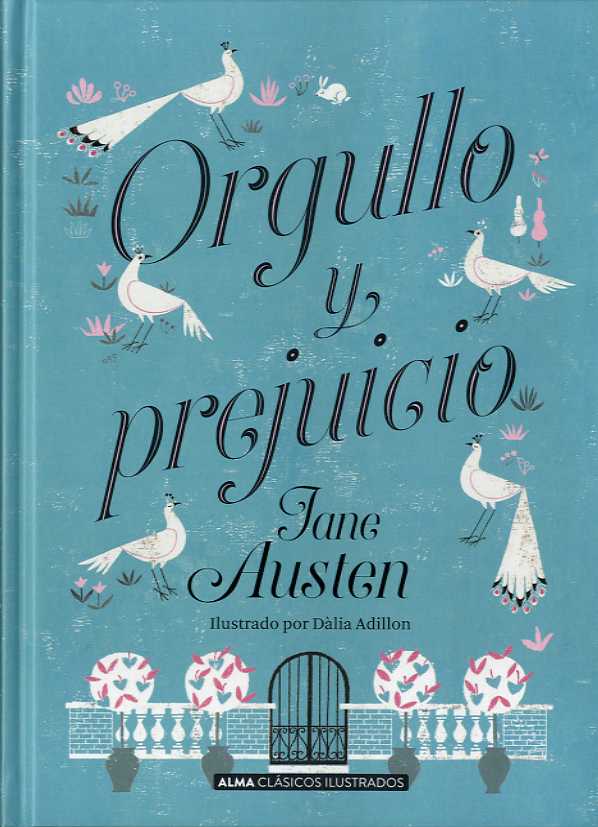 Orgullo
y
prejuicio
Jane
Austen
Ilustrado por Dàlia Adillon
ALMA CLÁSICOS ILUSTRADOS